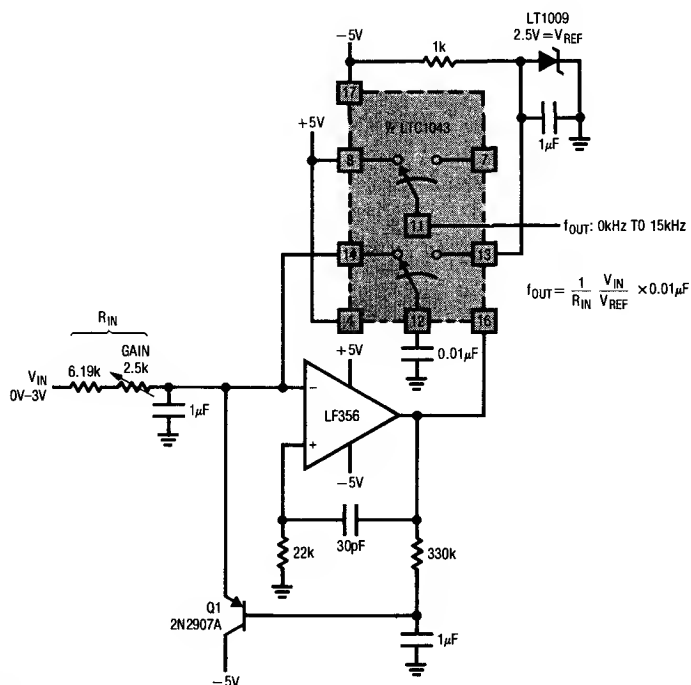 LT1009
2.5V = VREF
−5V
1k
17
½ LTC1043
1µF
+5V
8
7
11
fOUT: 0kHz TO 15kHz
14
13
fOUT = 1/RIN VIN/VREF × 0.01µF
4
12
16
RIN
GAIN
6.19k
2.5k
VIN
0V–3V
0.01µF
+5V
1µF
−
LF356
+
−5V
30pF
22k
330k
Q1
2N2907A
1µF
−5V